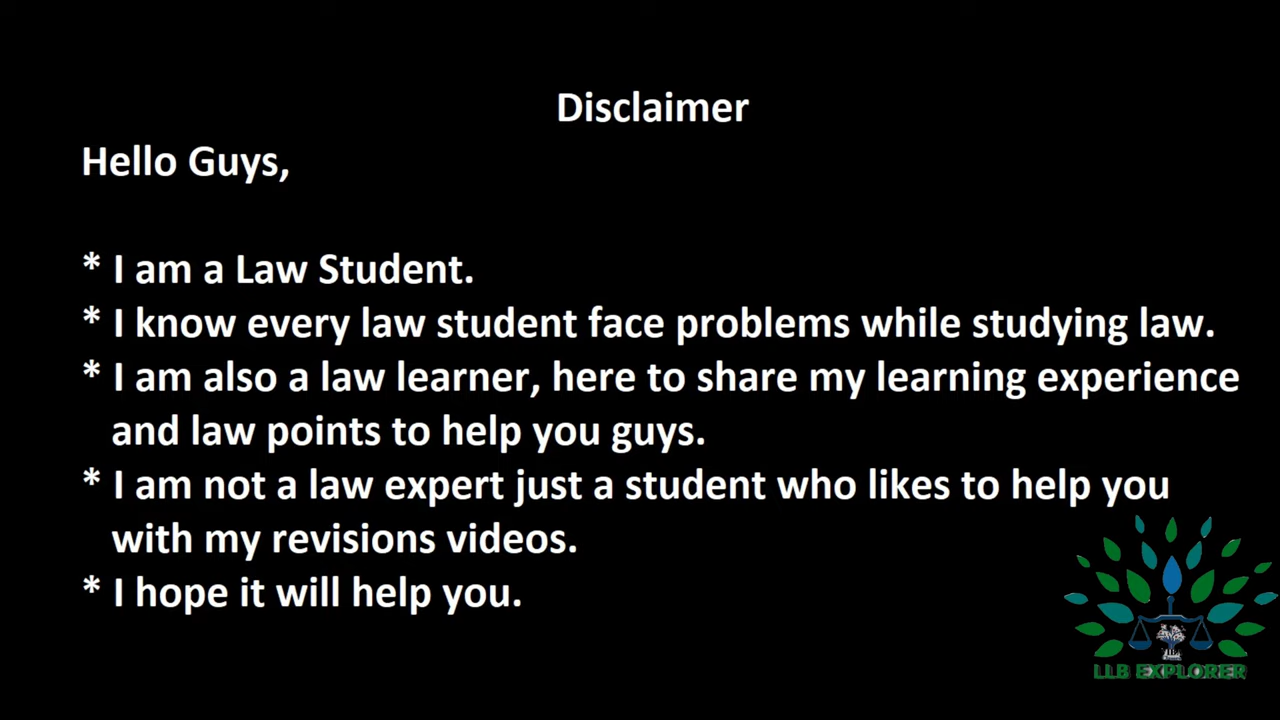 Disclaimer
Hello Guys,
* I am a Law Student.
* I know every law student face problems while studying law.
* I am also a law learner, here to share my learning experience
and law points to help you guys.
* I am not a law expert just a student who likes to help you
with my revisions videos.
* I hope it will help you.
LLB EXPLORER